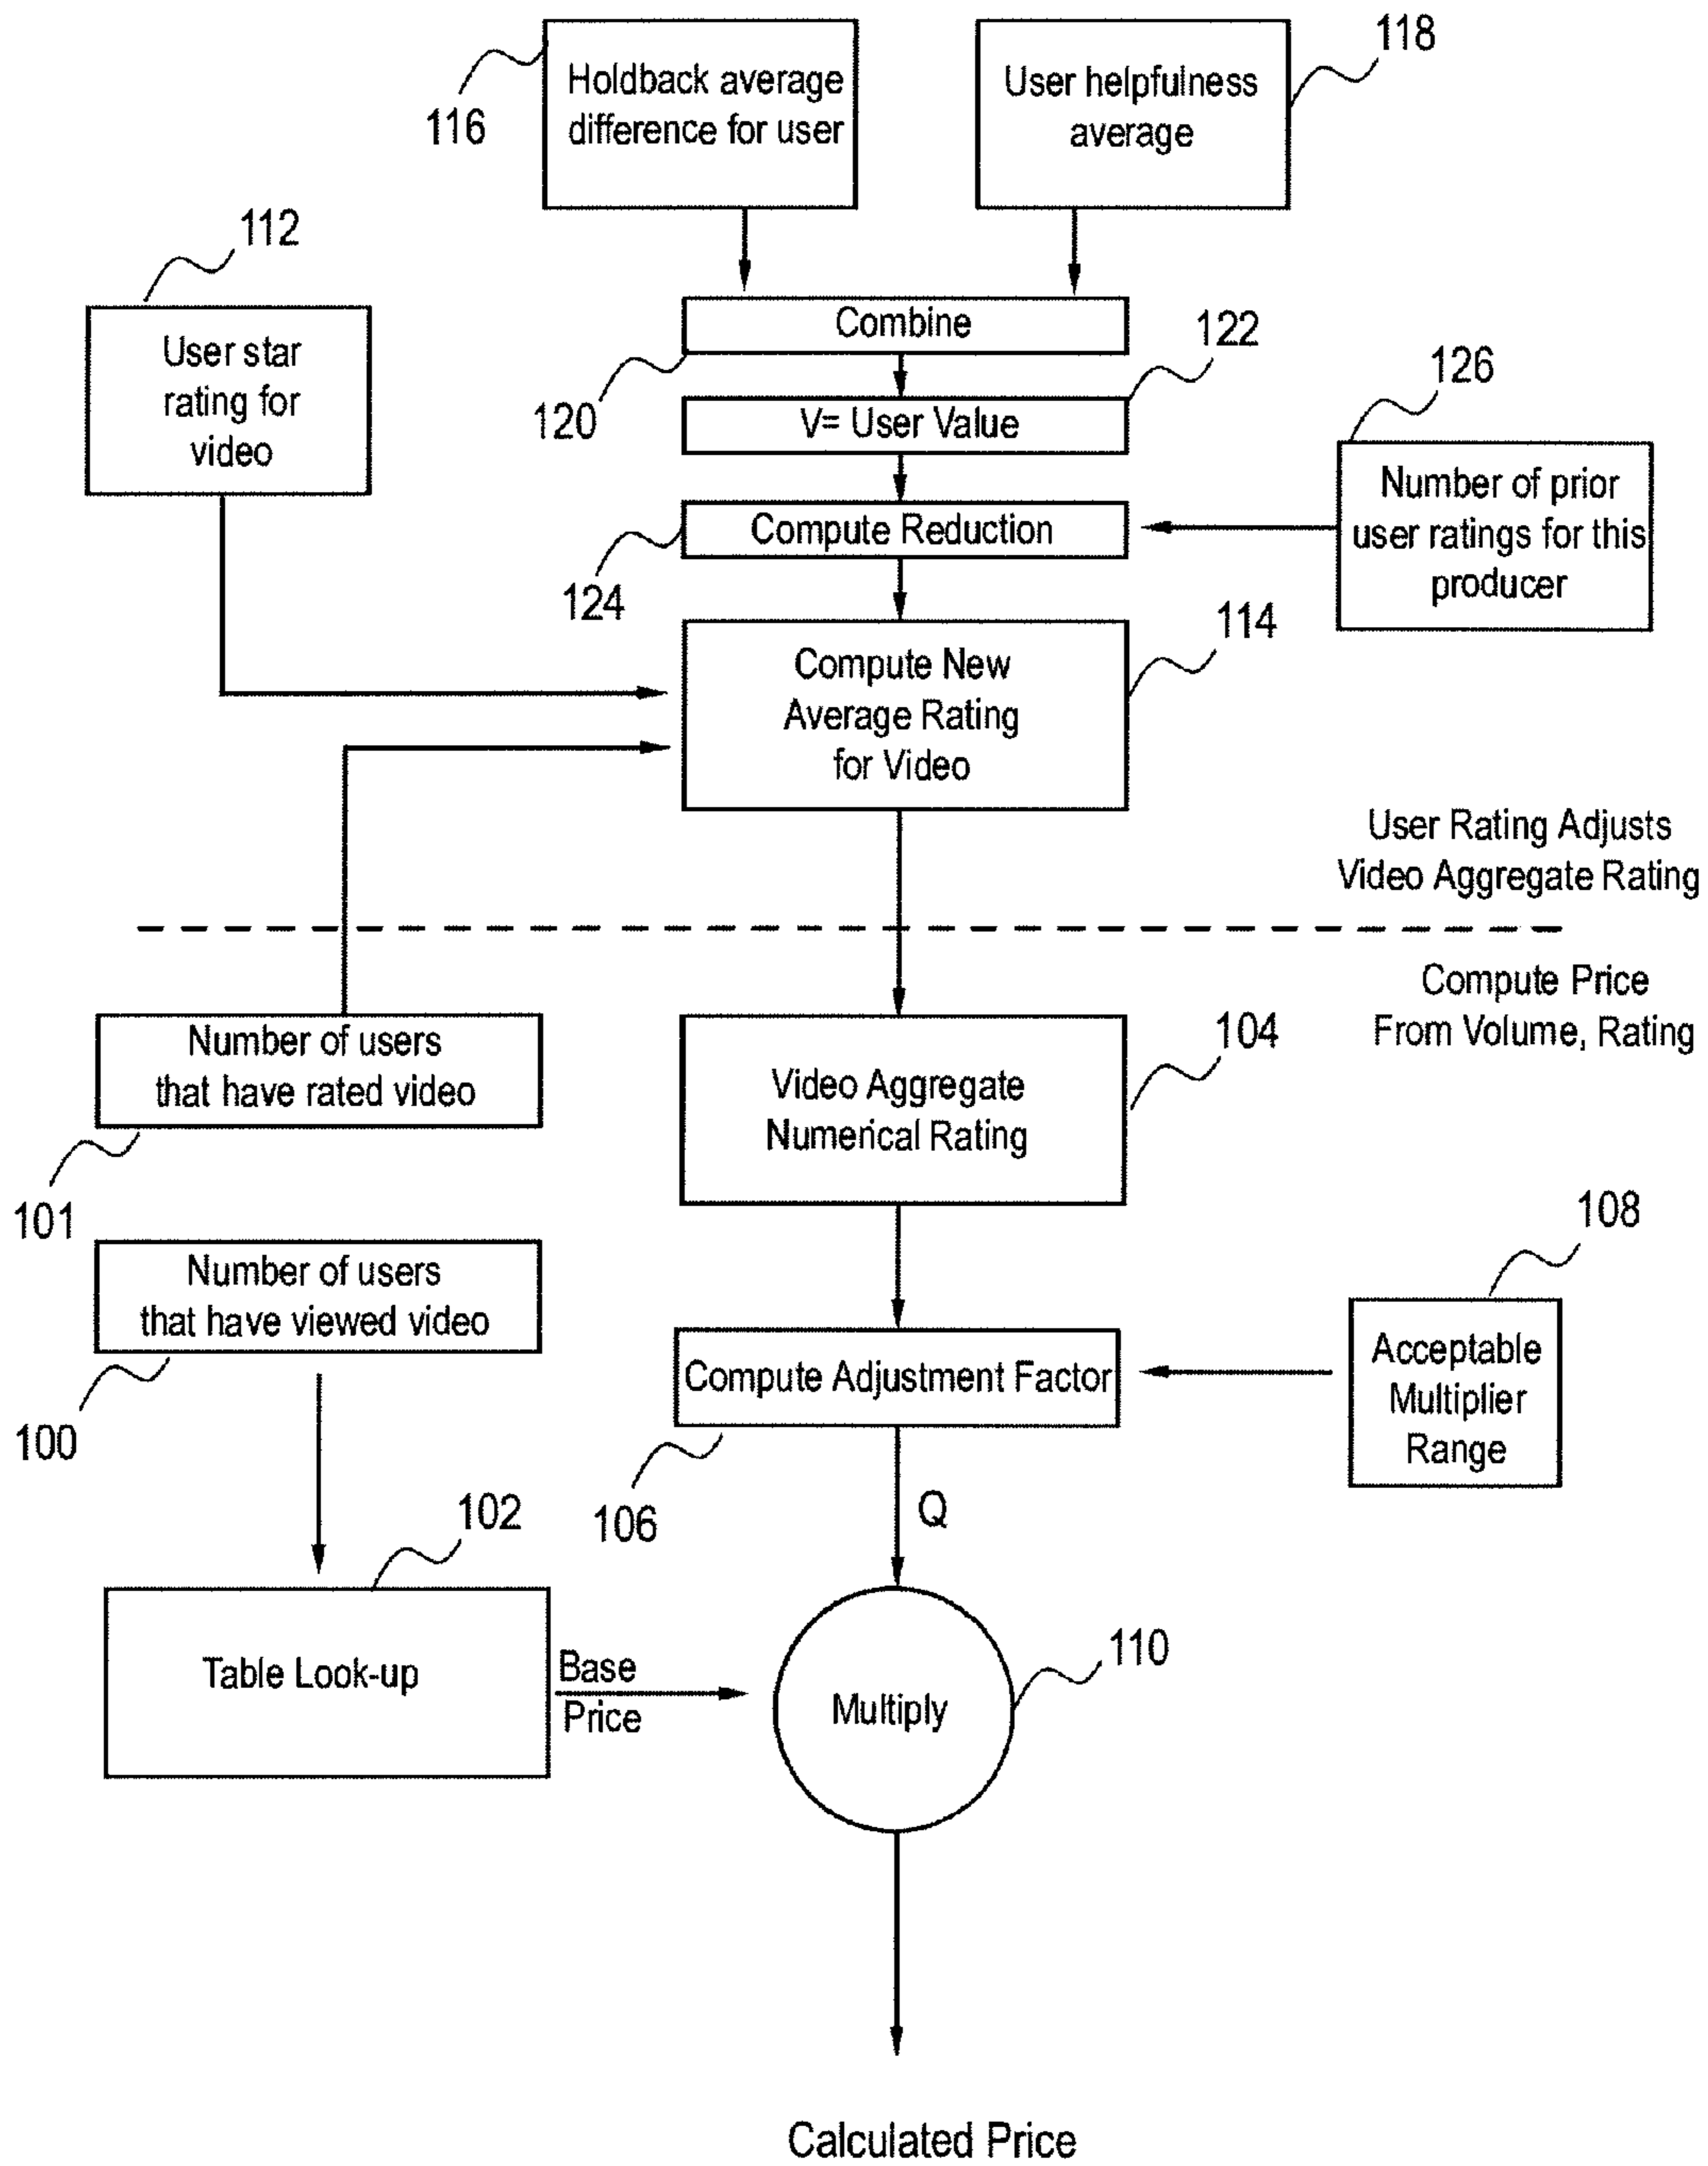 118
Holdback average
difference for user
116
User helpfulness
average
112
User star
rating for
video
Combine
120
122
V= User Value
126
Number of prior
user ratings for this
producer
Compute Reduction
124
114
Compute New
Average Rating
for Video
User Rating Adjusts
Video Aggregate Rating
Compute Price
From Volume, Rating
Number of users
that have rated video
101
104
Video Aggregate
Numerical Rating
Number of users
that have viewed video
100
108
Acceptable
Multiplier
Range
Compute Adjustment Factor
106
Q
102
Table Look-up
Base
Price
110
Multiply
Calculated Price